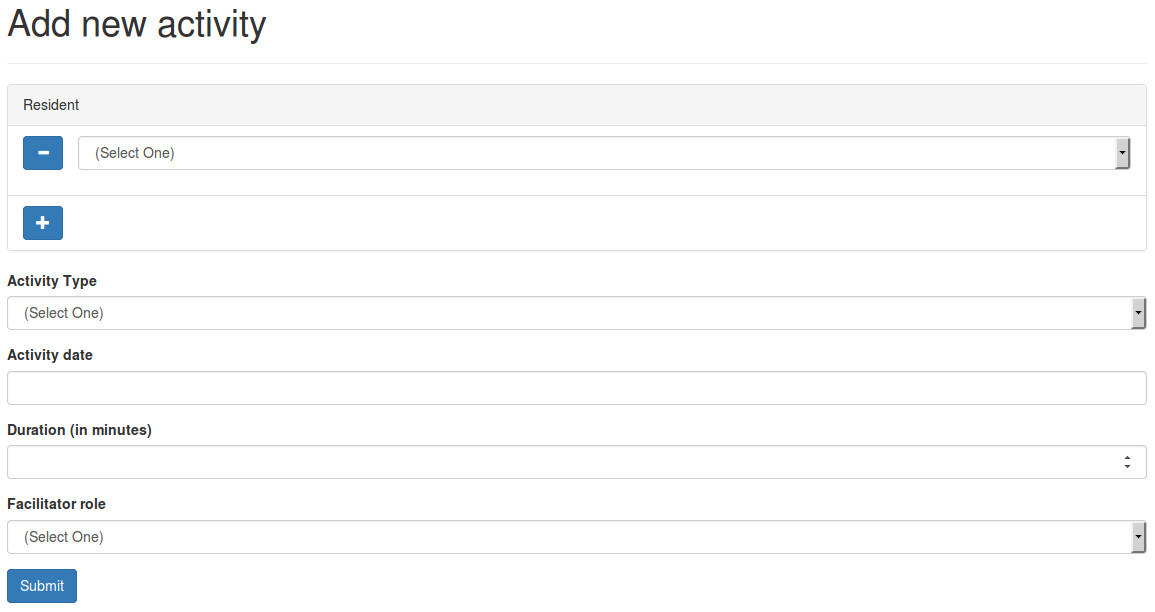 Add new activity
Resident
(Select One)
Activity Type
(Select One)
Activity date
Duration (in minutes)
Facilitator role
(Select One)
Submit